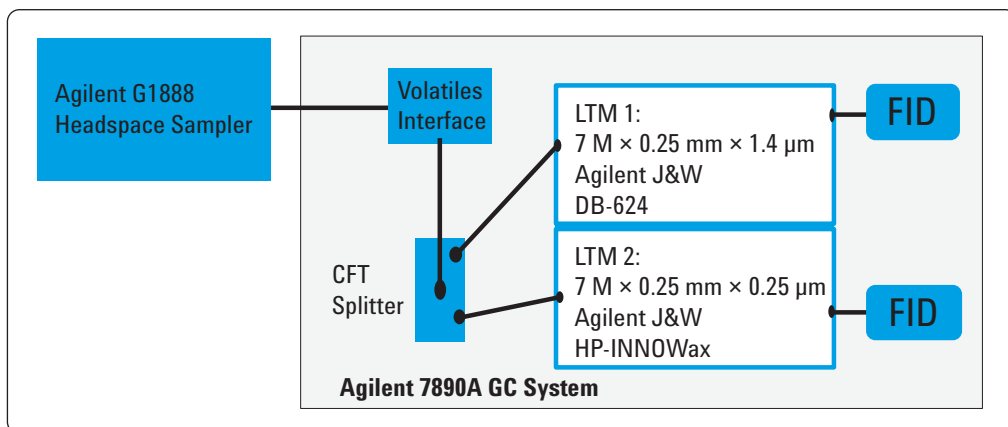 Agilent G1888
Headspace Sampler
Volatiles
Interface
LTM 1:
7 M × 0.25 mm × 1.4 µm
Agilent J&W
DB-624
FID
CFT
Splitter
LTM 2:
7 M × 0.25 mm × 0.25 µm
Agilent J&W
HP-INNOWax
FID
Agilent 7890A GC System